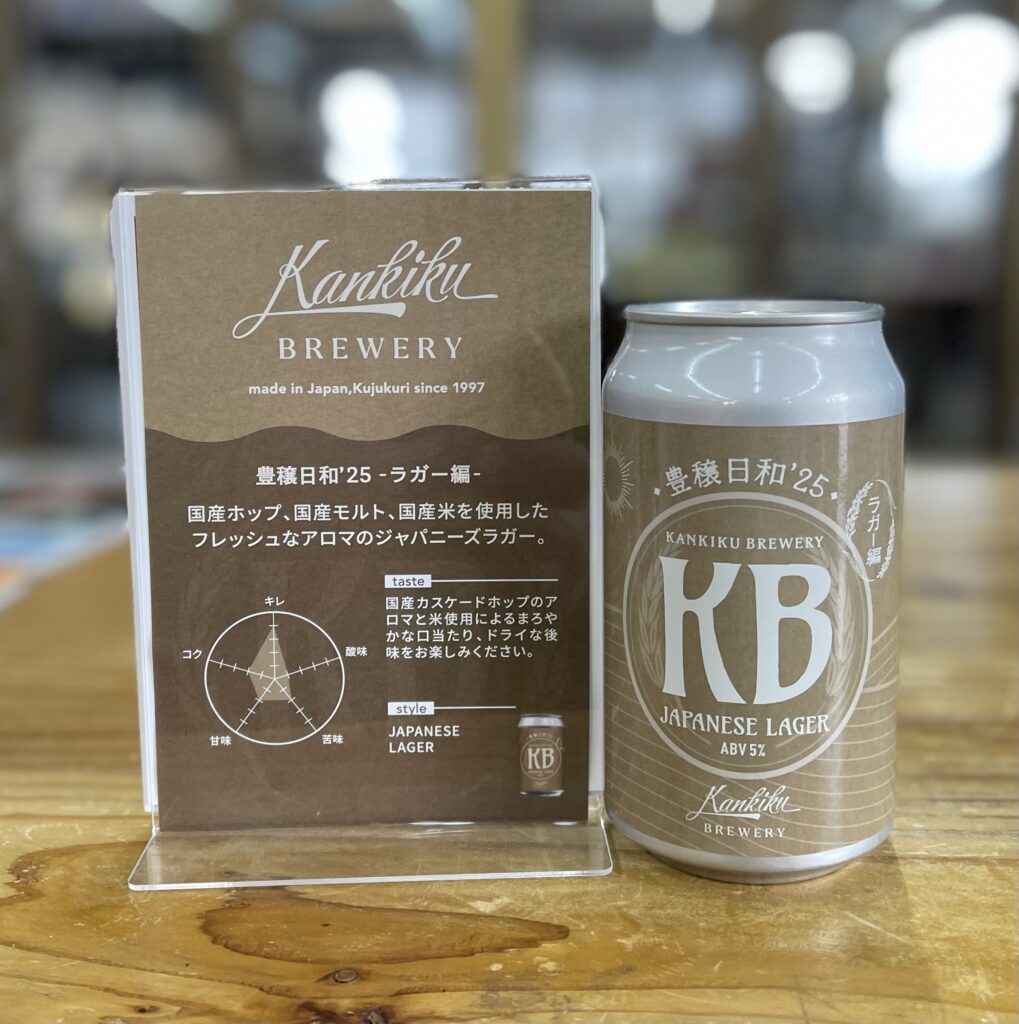 Kankiku
BREWERY
made in Japan,Kujukuri since 1997
豊穣日和'25 -ラガー編-
国産ホップ、国産モルト、国産米を使用した
フレッシュなアロマのジャパニーズラガー。
キレ
コク
酸味
甘味
苦味
taste
国産カスケードホップのア
ロマと米使用によるまろや
かな口当たり、ドライな後
味をお楽しみください。
style
JAPANESE
LAGER
KB
・豊穣日和'25・
ラガー編
KANKIKU BREWERY
KB
JAPANESE LAGER
ABV 5%
Kankiku
BREWERY